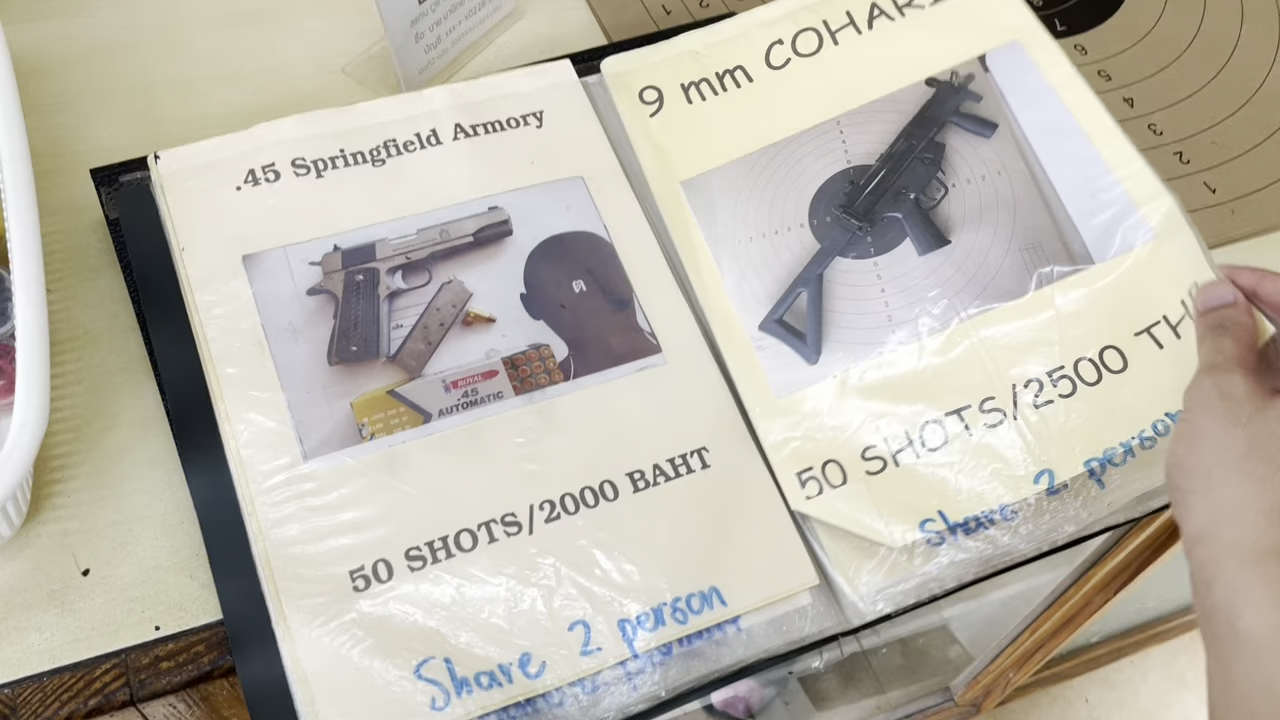 .45 Springfield Armory
ROYAL
.45
AUTOMATIC
50 SHOTS/2000 BAHT
Share 2 person
9 mm
50 SHOTS/2500
Share 2 person